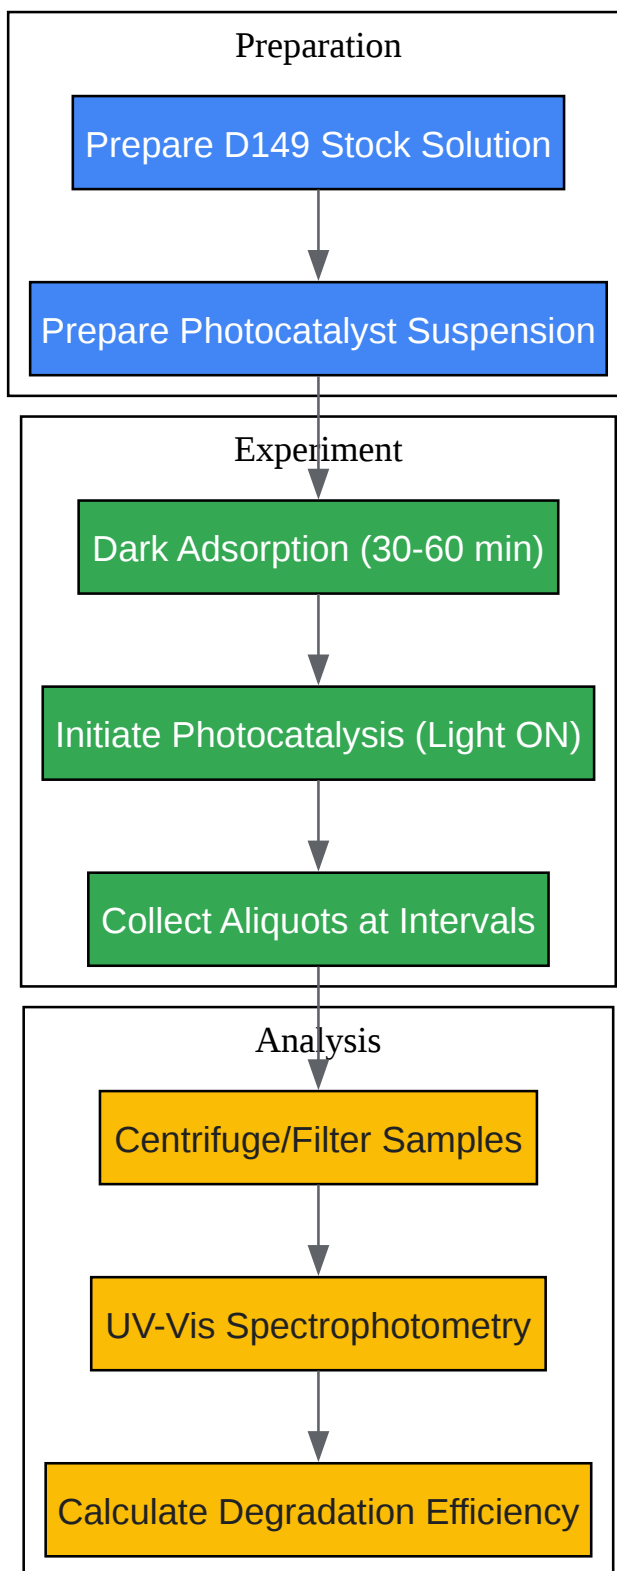 Preparation
Prepare D149 Stock Solution
Prepare Photocatalyst Suspension
Experiment
Dark Adsorption (30-60 min)
Initiate Photocatalysis (Light ON)
Collect Aliquots at Intervals
Analysis
Centrifuge/Filter Samples
UV-Vis Spectrophotometry
Calculate Degradation Efficiency